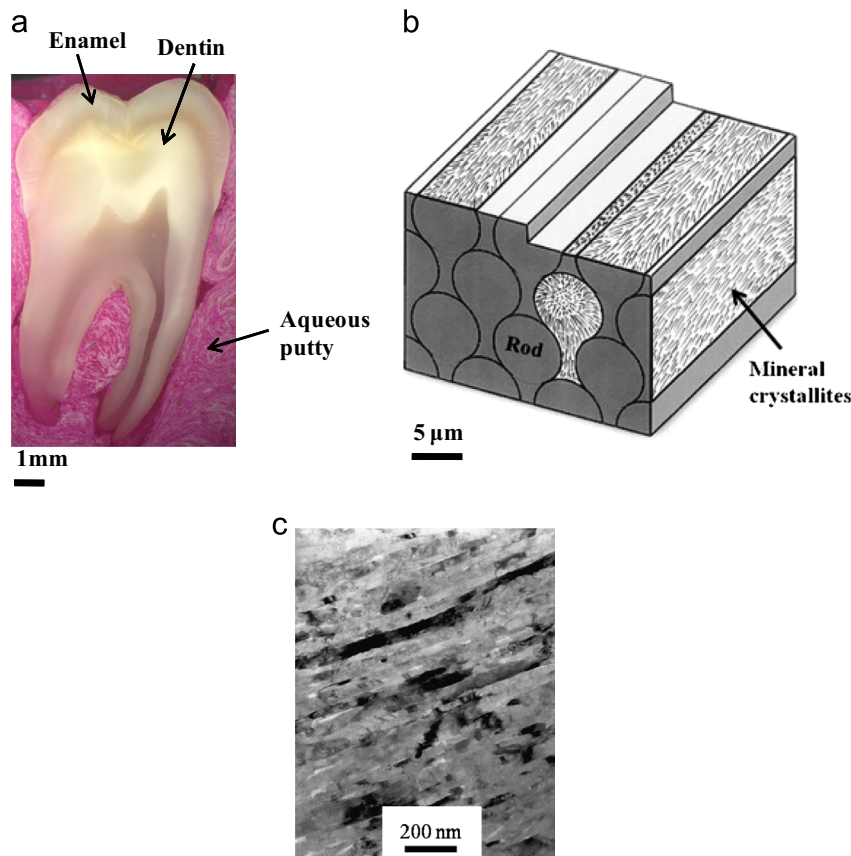 a
Enamel
Dentin
Aqueous
putty
1mm
b
Rod
Mineral
crystallites
5 µm
c
200 nm